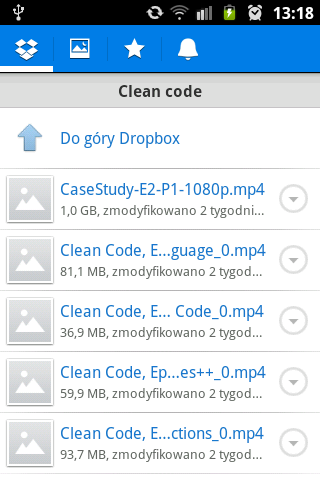 13:18
Clean code
Do góry Dropbox
CaseStudy-E2-P1-1080p.mp4
1,0 GB, zmodyfikowano 2 tygodni...
Clean Code, E...guage_0.mp4
81,1 MB, zmodyfikowano 2 tygod...
Clean Code, E... Code_0.mp4
36,9 MB, zmodyfikowano 2 tygod...
Clean Code, Ep...es++_0.mp4
59,9 MB, zmodyfikowano 2 tygod...
Clean Code, E...ctions_0.mp4
93,7 MB, zmodyfikowano 2 tygod...